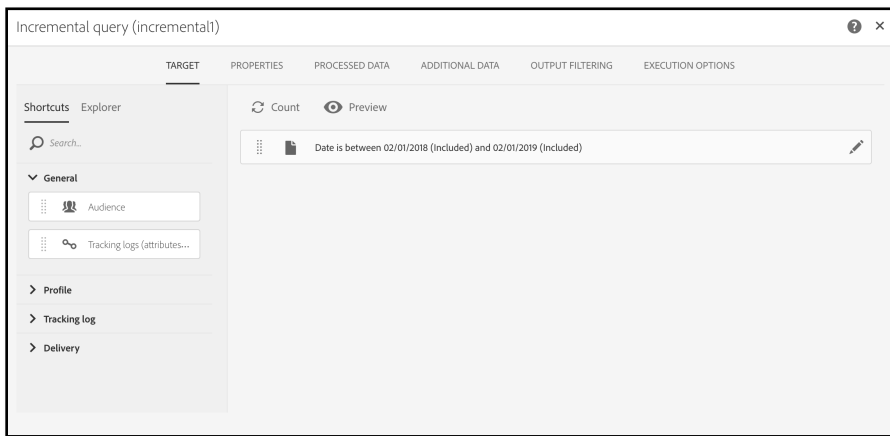 Incremental query (incremental1)
TARGET PROPERTIES PROCESSED DATA ADDITIONAL DATA OUTPUT FILTERING EXECUTION OPTIONS
Shortcuts Explorer
Search...
General
Audience
Tracking logs (attributes...
Profile
Tracking log
Delivery
Count Preview
Date is between 02/01/2018 (Included) and 02/01/2019 (Included)